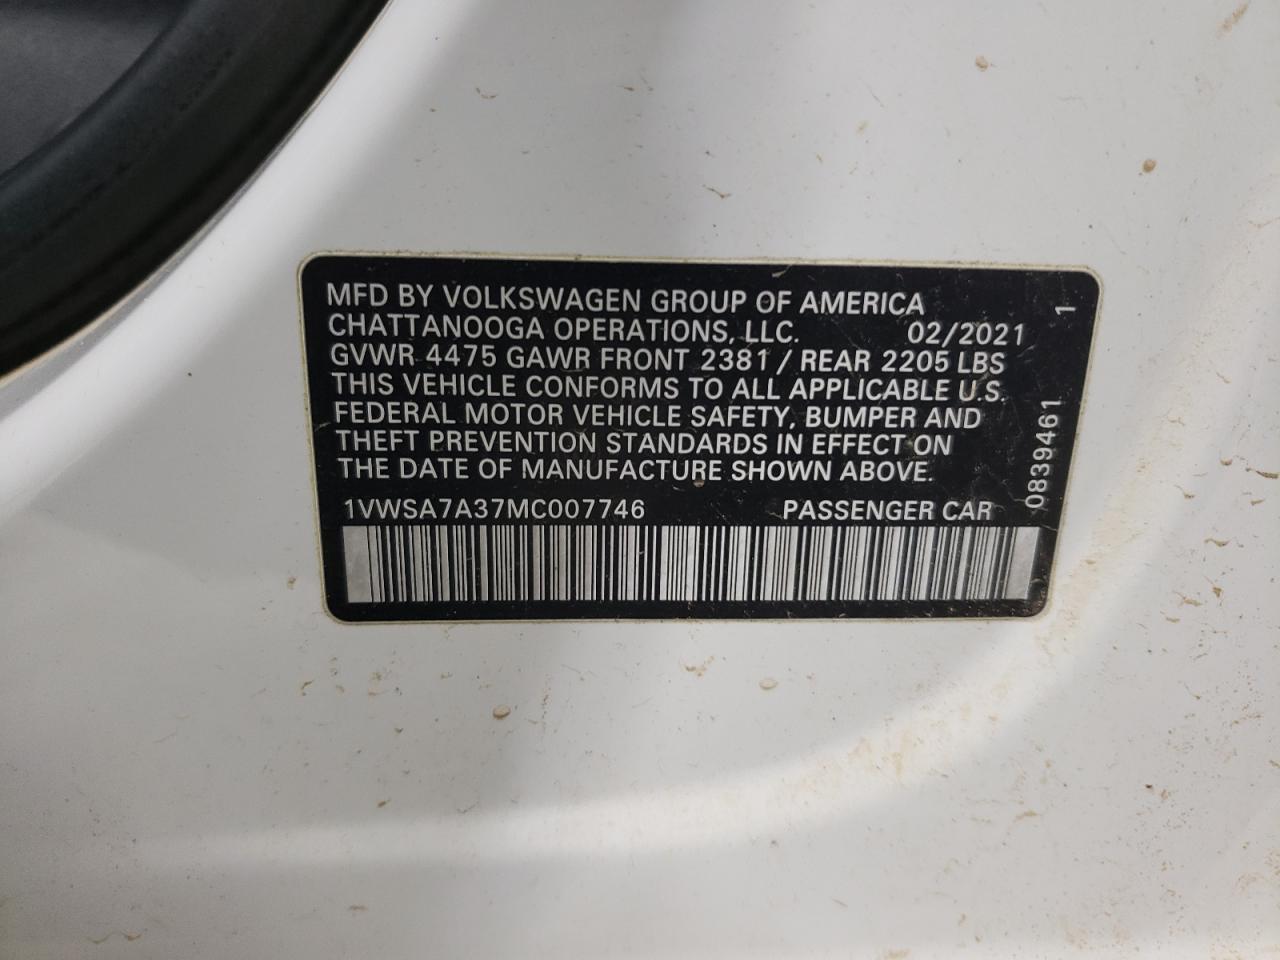 MFD BY VOLKSWAGEN GROUP OF AMERICA
CHATTANOOGA OPERATIONS, LLC. 02/2021
GVWR 4475 GAWR FRONT 2381 / REAR 2205 LBS
THIS VEHICLE CONFORMS TO ALL APPLICABLE U.S.
FEDERAL MOTOR VEHICLE SAFETY, BUMPER AND
THEFT PREVENTION STANDARDS IN EFFECT ON
THE DATE OF MANUFACTURE SHOWN ABOVE.
1VWSA7A37MC007746 PASSENGER CAR
0839461 1